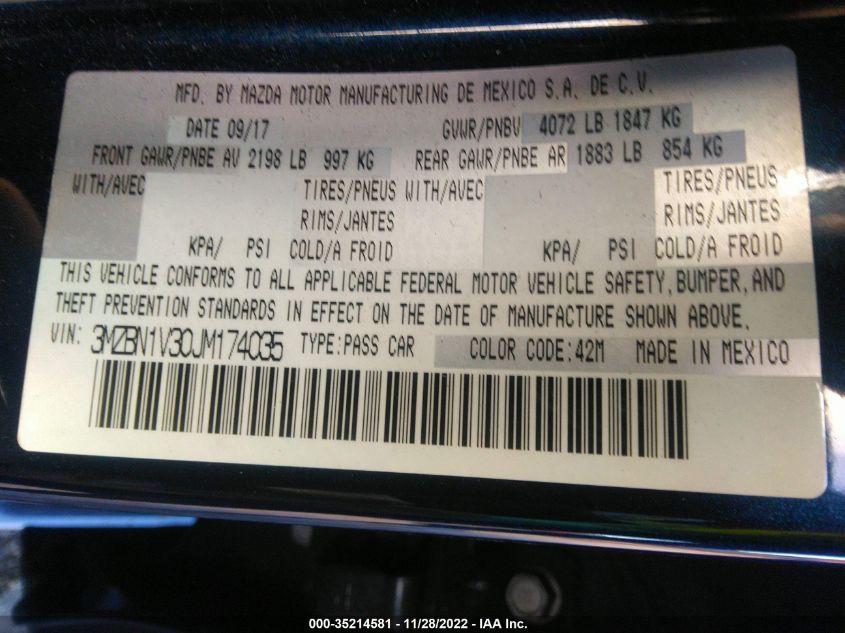 MFD. BY MAZDA MOTOR MANUFACTURING DE MEXICO S.A. DE C.V.
DATE 09/17 GVWR/PNBV 4072 LB 1847 KG
FRONT GAWR/PNBE AV 2198 LB 997 KG REAR GAWR/PNBE AR 1883 LB 854 KG
WITH/AVEC TIRES/PNEUS WITH/AVEC TIRES/PNEUS
RIMS/JANTES RIMS/JANTES
KPA/ PSI COLD/A FROID KPA/ PSI COLD/A FROID
THIS VEHICLE CONFORMS TO ALL APPLICABLE FEDERAL MOTOR VEHICLE SAFETY, BUMPER, AND
THEFT PREVENTION STANDARDS IN EFFECT ON THE DATE OF MANUFACTURE SHOWN ABOVE.
VIN: 3MZBN1V30JM174035 TYPE:PASS CAR COLOR CODE:42M MADE IN MEXICO
000-35214581 - 11/28/2022 - IAA Inc.